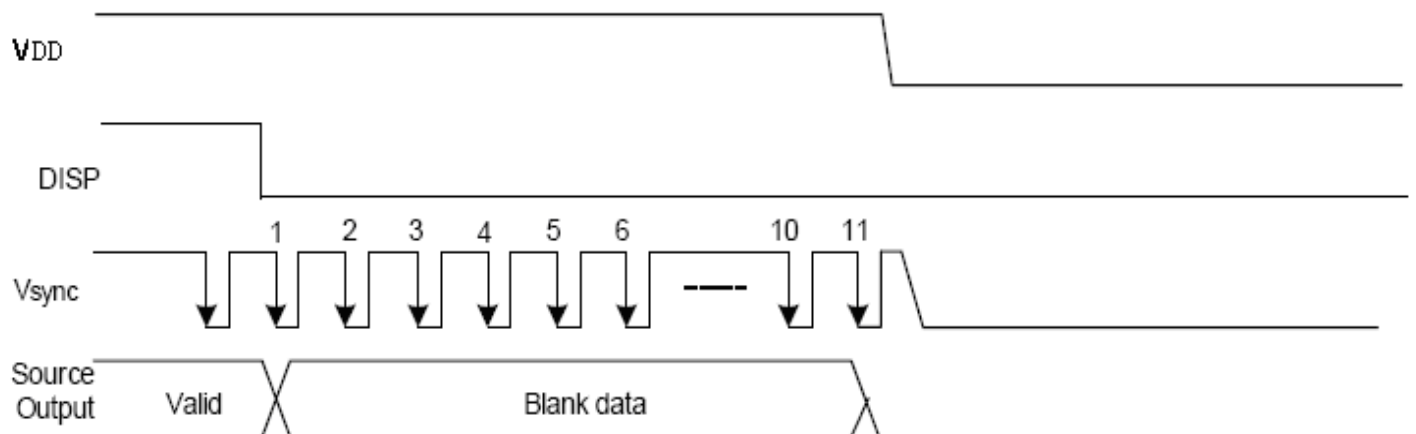 VDD
DISP
1 2 3 4 5 6 10 11
Vsync
Source
Output
Valid
Blank data